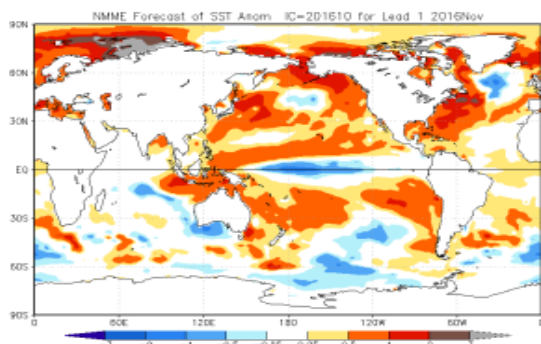 NMME Forecast of SST Anom IC=201610 for Lead 1 2016Nov
90N
60N
30N
EQ
30S
60S
90S
0 60E 120E 180 120W 60W 0